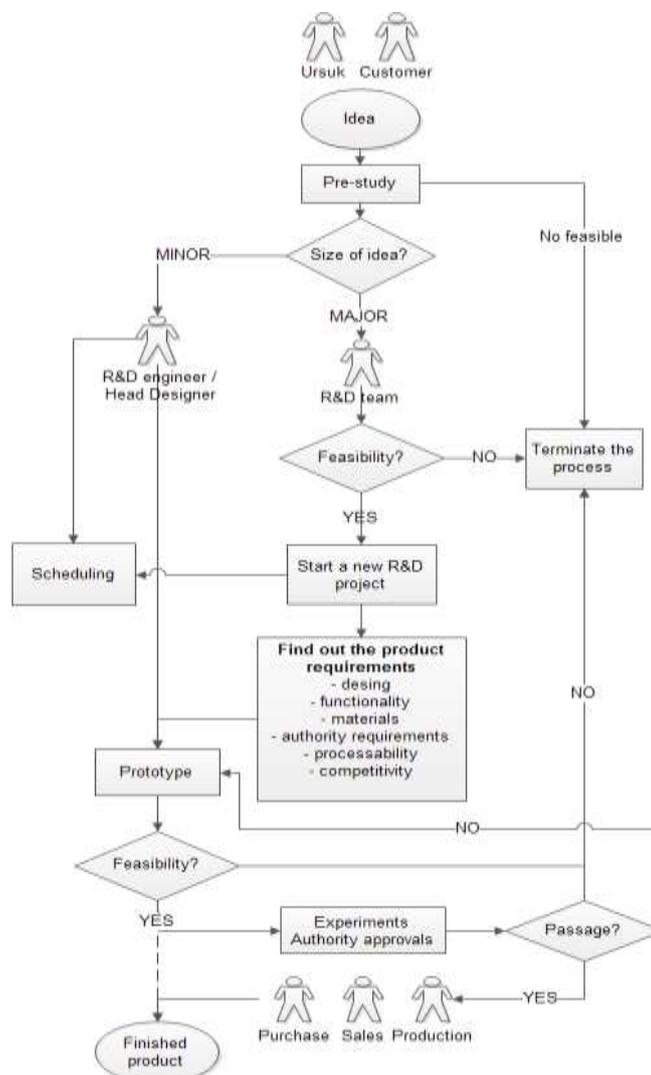 Ursuk Customer
Idea
Pre-study
No feasible
Size of idea?
MINOR
MAJOR
R&D engineer /
Head Designer
R&D team
Feasibility?
NO
Terminate the
process
YES
Scheduling
Start a new R&D
project
Find out the product
requirements
- desing
- functionality
- materials
- authority requirements
- processability
- competitivity
NO
Prototype
NO
Feasibility?
YES
Experiments
Authority approvals
Passage?
YES
Purchase Sales Production
Finished
product